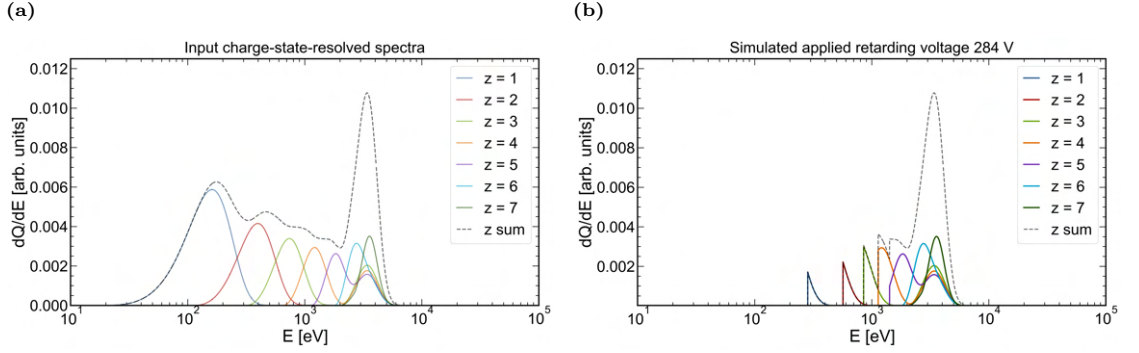 (a)
Input charge-state-resolved spectra
dQ/dE [arb. units]
0.012
0.010
0.008
0.006
0.004
0.002
0.000
z = 1
z = 2
z = 3
z = 4
z = 5
z = 6
z = 7
z sum
10^1
10^2
10^3
10^4
10^5
E [eV]
(b)
Simulated applied retarding voltage 284 V
dQ/dE [arb. units]
0.012
0.010
0.008
0.006
0.004
0.002
0.000
z = 1
z = 2
z = 3
z = 4
z = 5
z = 6
z = 7
z sum
10^1
10^2
10^3
10^4
10^5
E [eV]